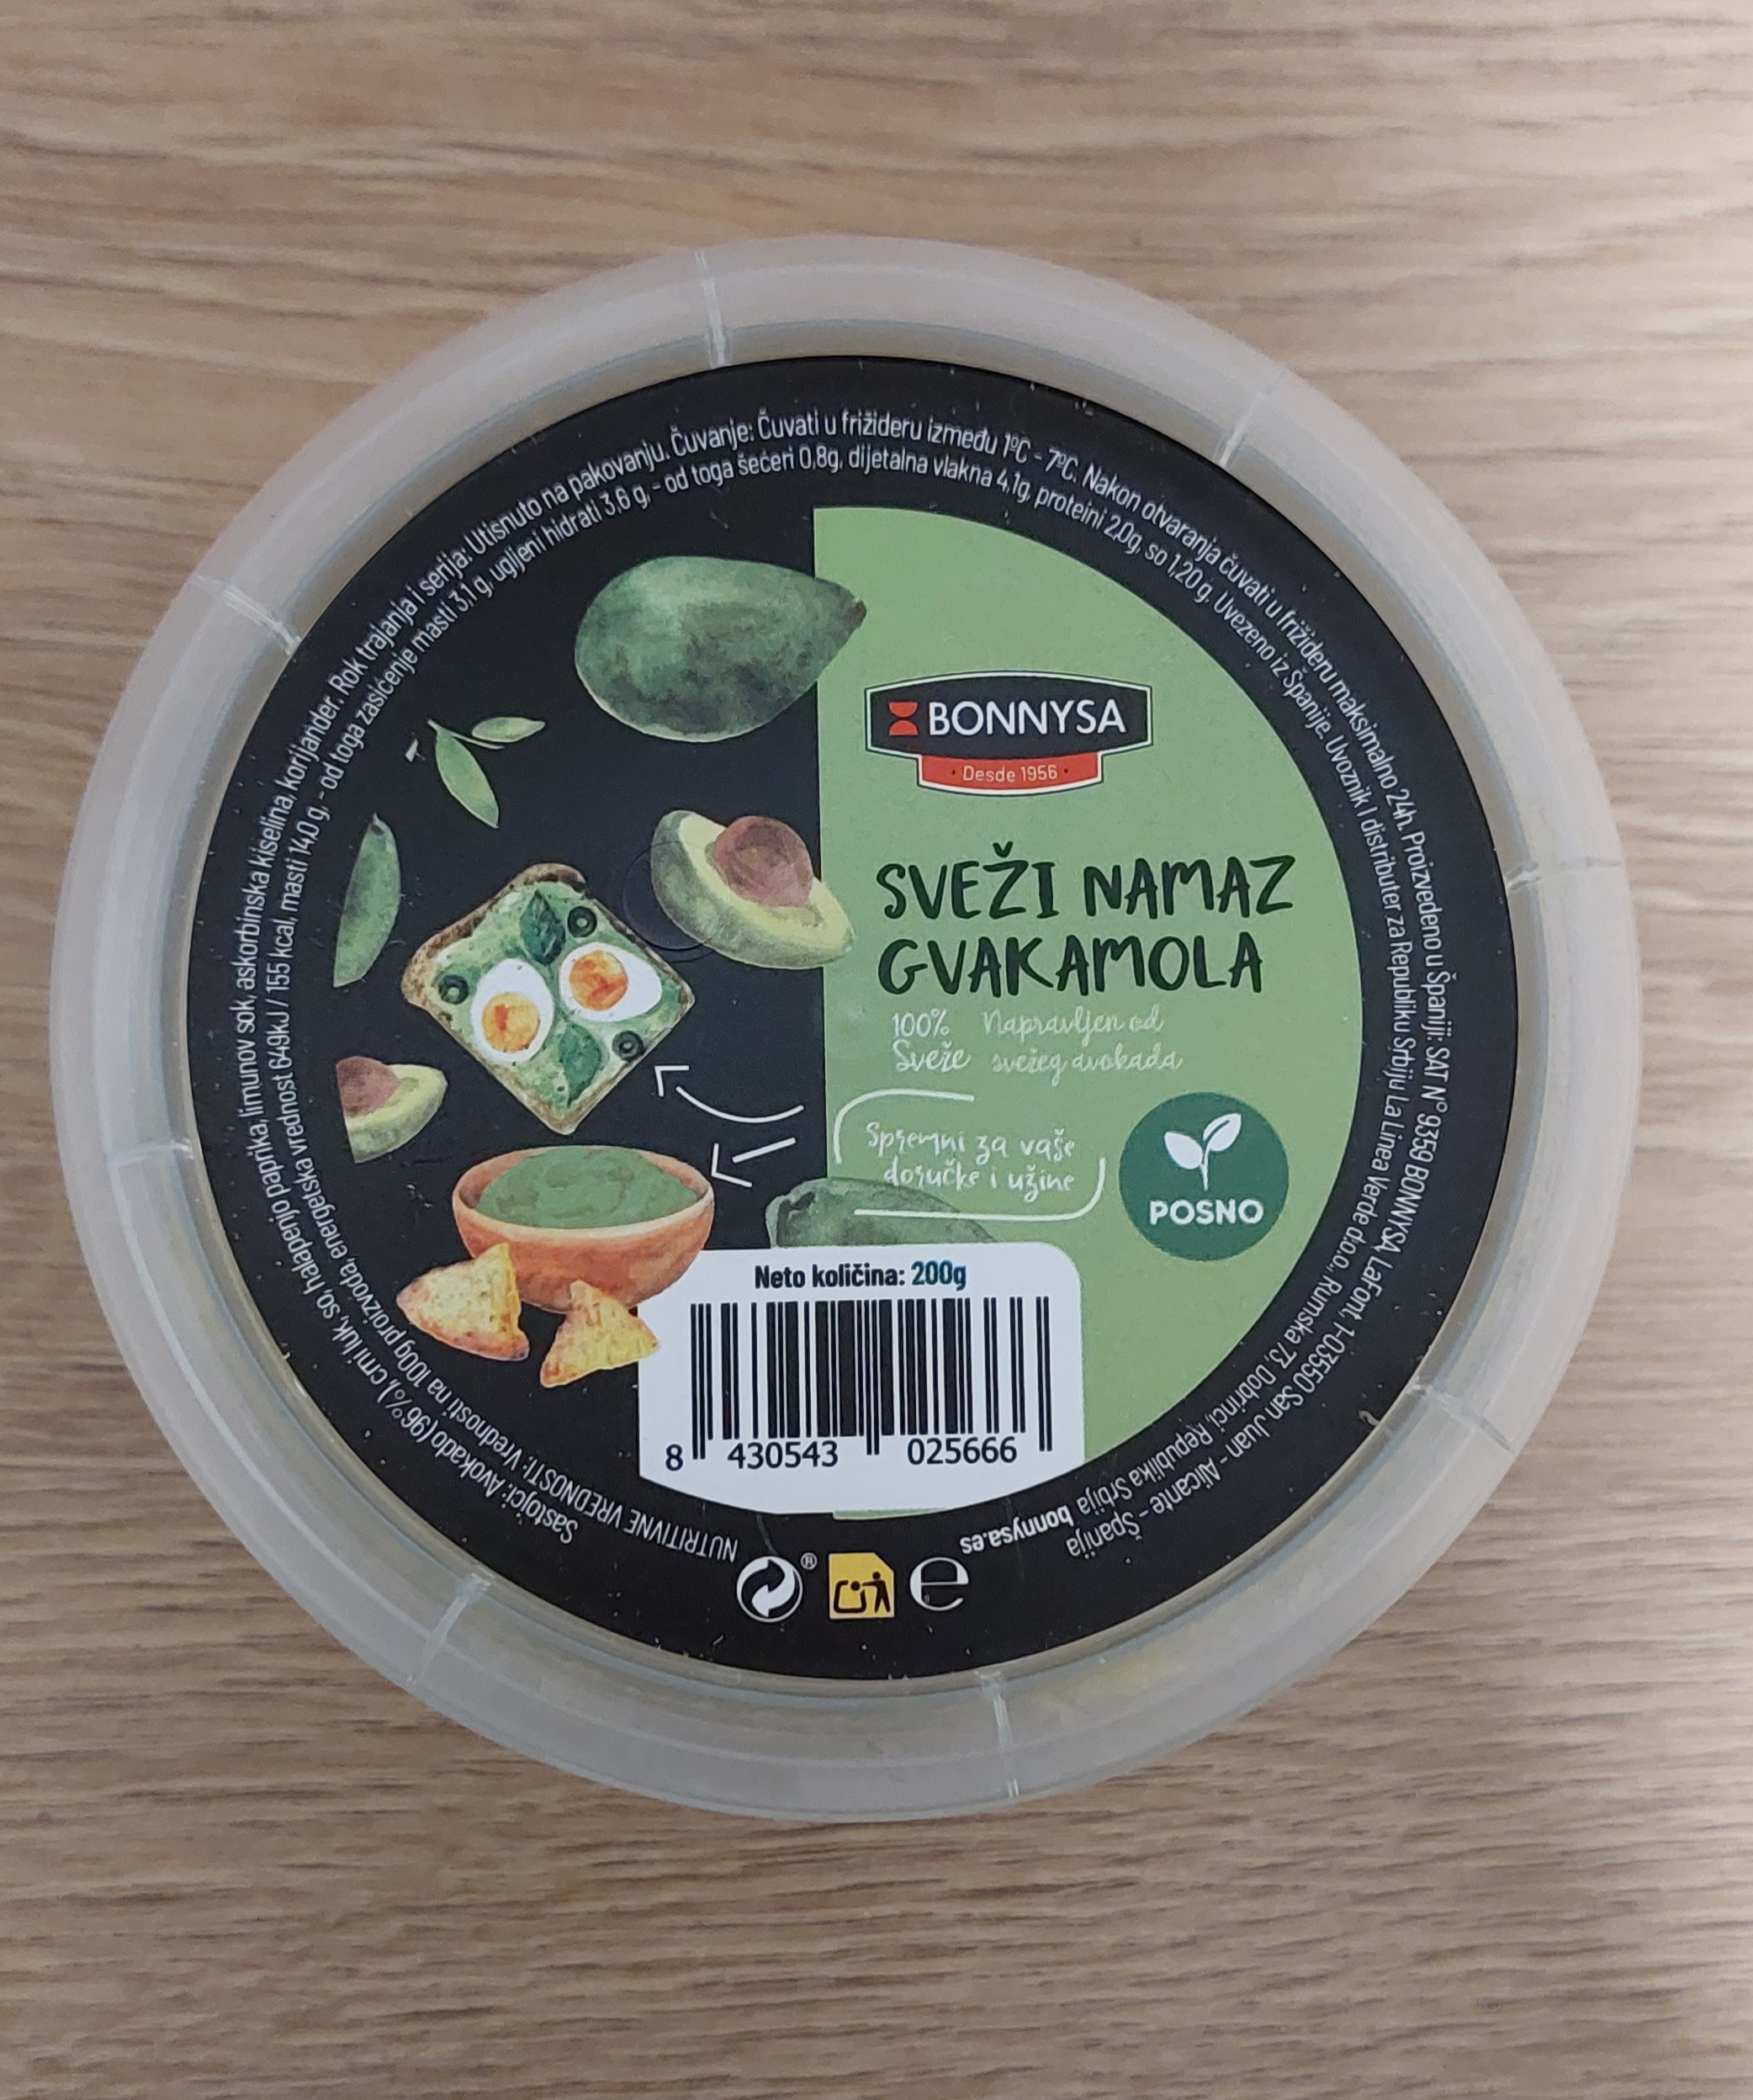 Sastojci: Avokado (96%), crni luk, so, halapenjo paprika, limunov sok, askorbinska kiselina, korijander. Rok trajanja i serija: Utisnuto na pakovanju. Čuvanje: Čuvati u frižideru između 1ºC - 7ºC. Nakon otvaranja čuvati u frižideru maksimalno 24h. Proizvedeno u Španiji: SAT Nº 9359 BONNYSA, LaFont, 1-03550 San Juan - Alicante - Španija
NUTRITIVNE VREDNOSTI: Vrednosti na 100g proizvoda, energetska vrednost 649kJ / 155 kcal, masti 14,0 g, - od toga zasićenje masti 3,1 g, ugljeni hidrati 3,6 g, - od toga šećeri 0,8g, dijetalna vlakna 4,1g, proteini 2,0g, so 1,20 g. Uvezeno iz Španije. Uvoznik I distributer za Republiku Srbiju La Linea Verde d.o.o., Rumska 73, Dobrinci, Republika Srbija bonnysa.es
BONNYSA
Desde 1956
SVEŽI NAMAZ
GVAKAMOLA
100% Napravljen od
Sveže svežeg avokada
Spremni za vaše
doručke i užine
POSNO
Neto količina: 200g
8 430543 025666
® e